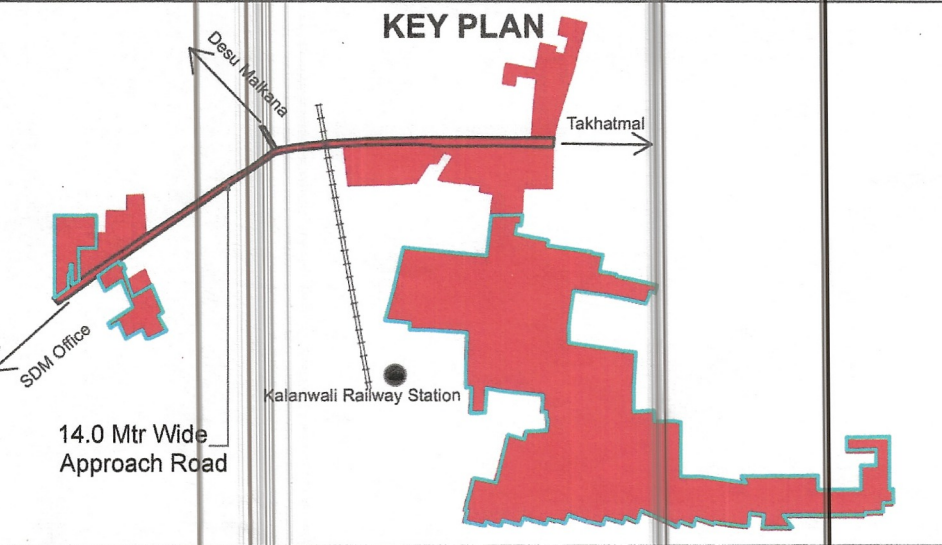 KEY PLAN
Desu Malkana
Takhatmal
SDM Office
Kalanwali Railway Station
14.0 Mtr Wide
Approach Road